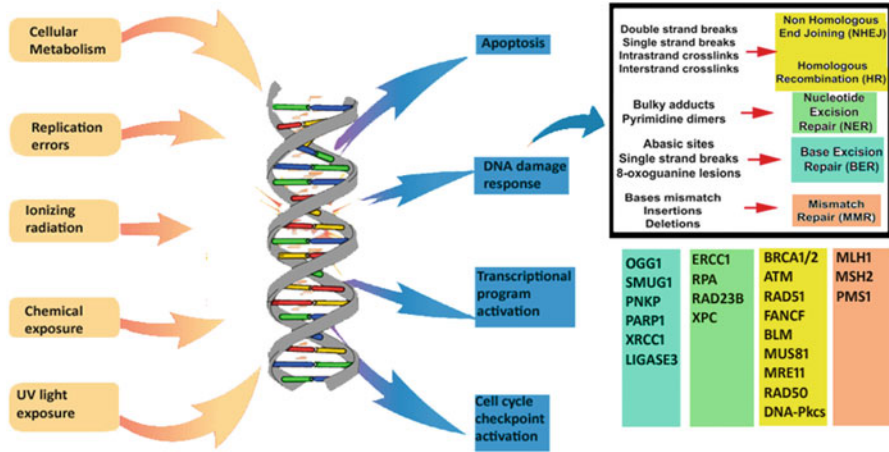 Cellular
Metabolism
Replication
errors
Ionizing
radiation
Chemical
exposure
UV light
exposure
Apoptosis
DNA damage
response
Transcriptional
program
activation
Cell cycle
checkpoint
activation
Double strand breaks
Single strand breaks
Intrastrand crosslinks
Interstrand crosslinks
Non Homologous
End Joining (NHEJ)
Homologous
Recombination (HR)
Bulky adducts
Pyrimidine dimers
Nucleotide
Excision
Repair (NER)
Abasic sites
Single strand breaks
8-oxoguanine lesions
Base Excision
Repair (BER)
Bases mismatch
Insertions
Deletions
Mismatch
Repair (MMR)
OGG1
SMUG1
PNKP
PARP1
XRCC1
LIGASE3
ERCC1
RPA
RAD23B
XPC
BRCA1/2
ATM
RAD51
FANCF
BLM
MUS81
MRE11
RAD50
DNA-Pkcs
MLH1
MSH2
PMS1